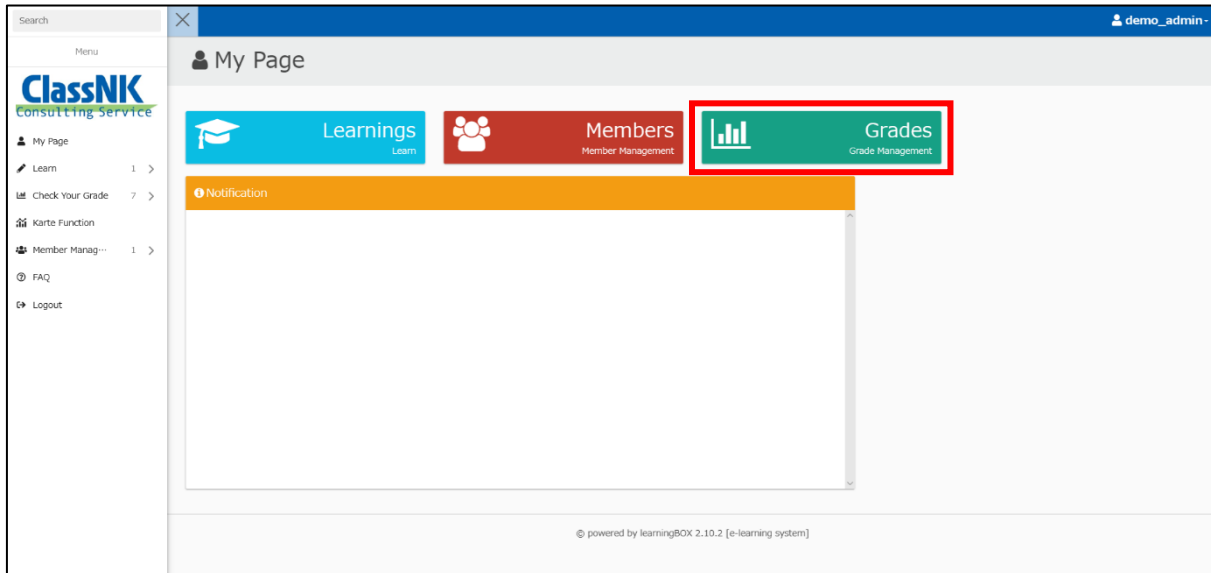 Search
Menu
ClassNK
Consulting Service
My Page
Learn 1
Check Your Grade 7
Karte Function
Member Manag… 1
FAQ
Logout
demo_admin
My Page
Learnings
Learn
Members
Member Management
Grades
Grade Management
Notification
© powered by learningBOX 2.10.2 [e-learning system]